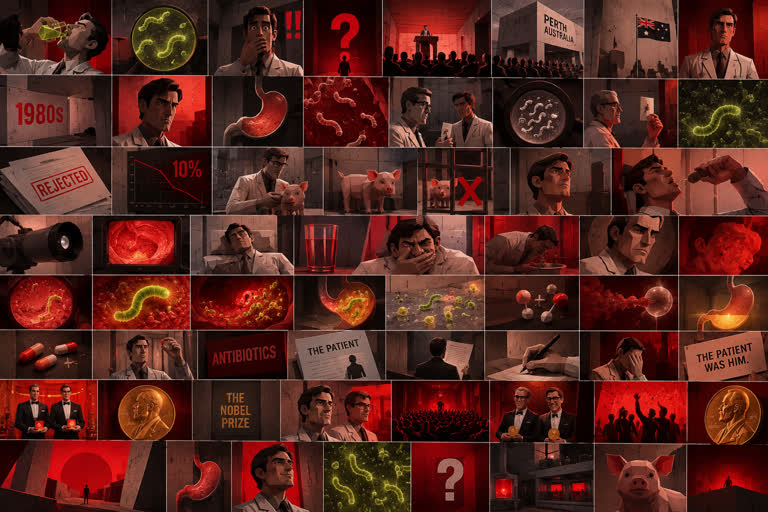 !!
?
PERTH
AUSTRALIA
1980s
REJECTED
10%
X
+
+
ANTIBIOTICS
THE PATIENT
THE PATIENT
WAS HIM.
THE
NOBEL
PRIZE
?